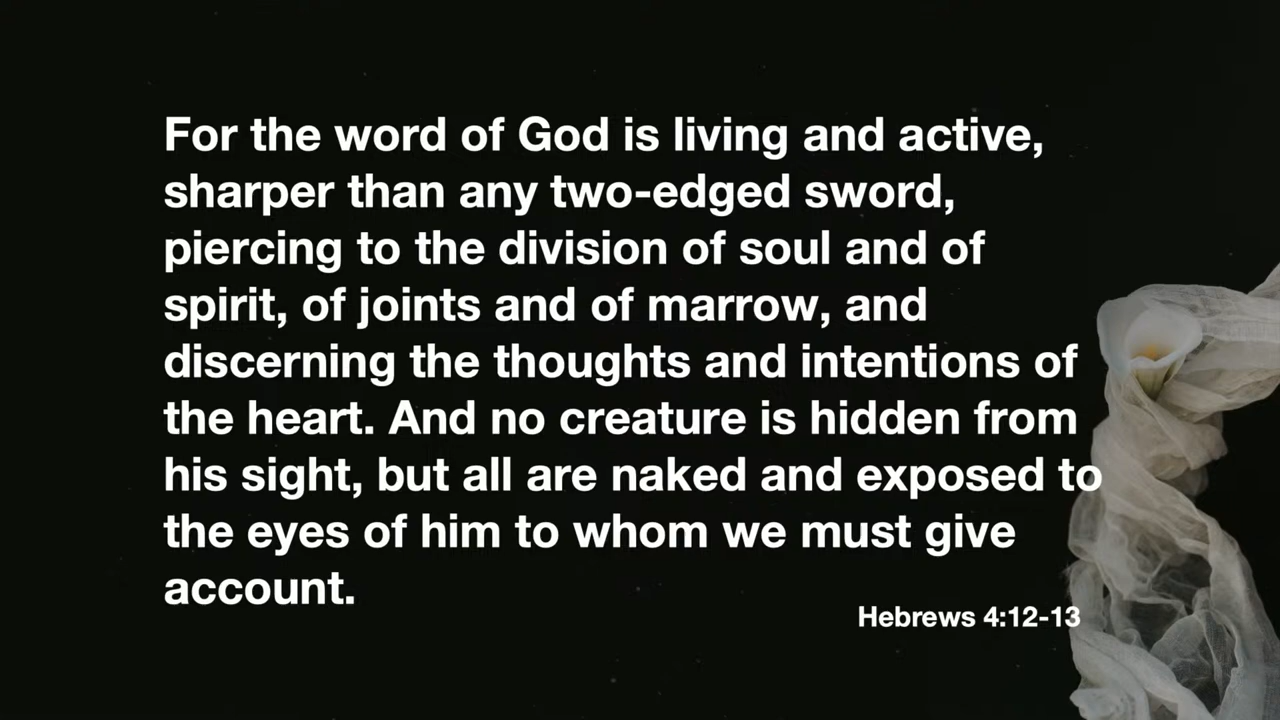 For the word of God is living and active,
sharper than any two-edged sword,
piercing to the division of soul and of
spirit, of joints and of marrow, and
discerning the thoughts and intentions of
the heart. And no creature is hidden from
his sight, but all are naked and exposed to
the eyes of him to whom we must give
account.
Hebrews 4:12-13